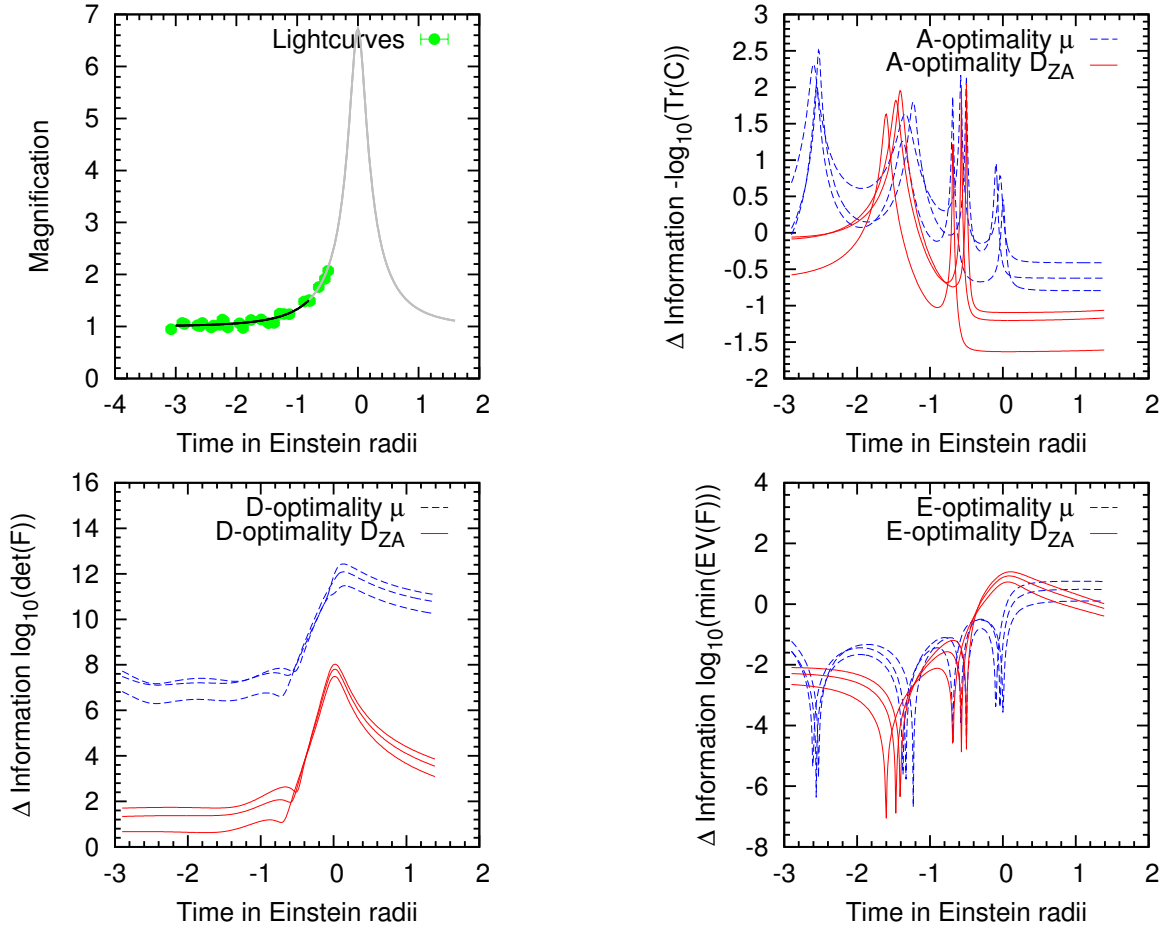 Lightcurves
Magnification
7
6
5
4
3
2
1
0
-4 -3 -2 -1 0 1 2
Time in Einstein radii
A-optimality μ
A-optimality D_ZA
Δ Information -log10(Tr(C))
3
2.5
2
1.5
1
0.5
0
-0.5
-1
-1.5
-2
-3 -2 -1 0 1 2
Time in Einstein radii
D-optimality μ
D-optimality D_ZA
Δ Information log10(det(F))
16
14
12
10
8
6
4
2
0
-3 -2 -1 0 1 2
Time in Einstein radii
E-optimality μ
E-optimality D_ZA
Δ Information log10(min(EV(F)))
4
2
0
-2
-4
-6
-8
-3 -2 -1 0 1 2
Time in Einstein radii